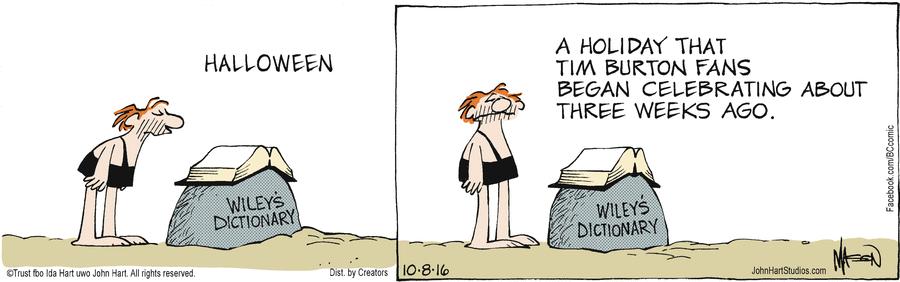 HALLOWEEN
WILEY'S
DICTIONARY
©Trust fbo Ida Hart uwo John Hart. All rights reserved.
Dist. by Creators
A HOLIDAY THAT
TIM BURTON FANS
BEGAN CELEBRATING ABOUT
THREE WEEKS AGO.
WILEY'S
DICTIONARY
10·8·16
JohnHartStudios.com
MASON
Facebook.com/BCcomic